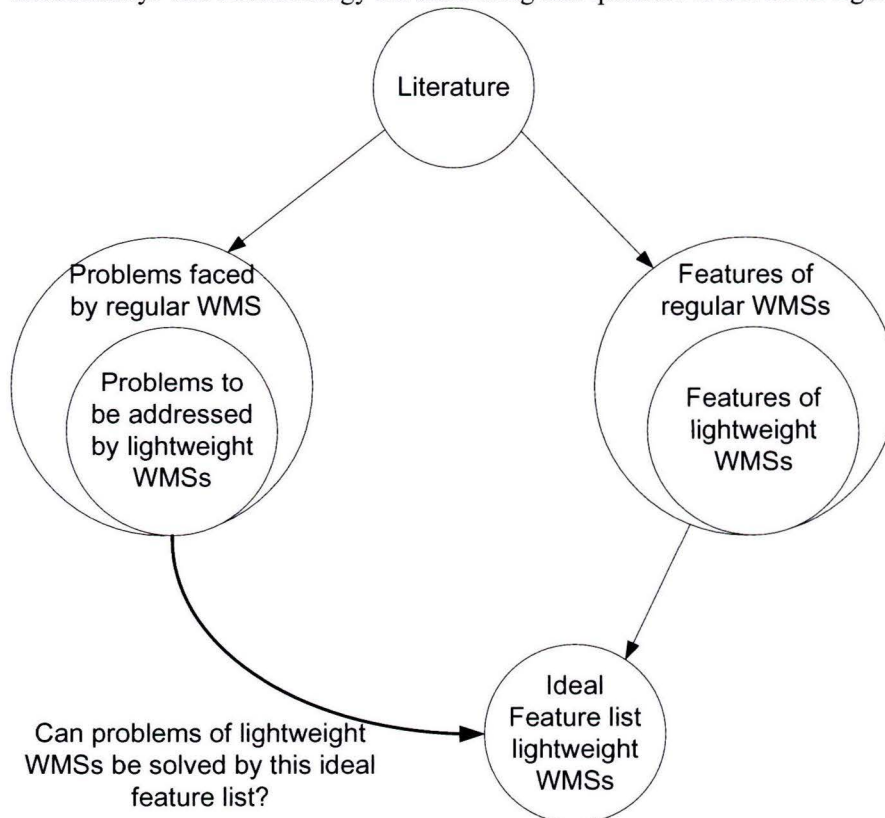 Literature
Problems faced
by regular WMS
Problems to
be addressed
by lightweight
WMSs
Features of
regular WMSs
Features of
lightweight
WMSs
Ideal
Feature list
lightweight
WMSs
Can problems of lightweight
WMSs be solved by this ideal
feature list?